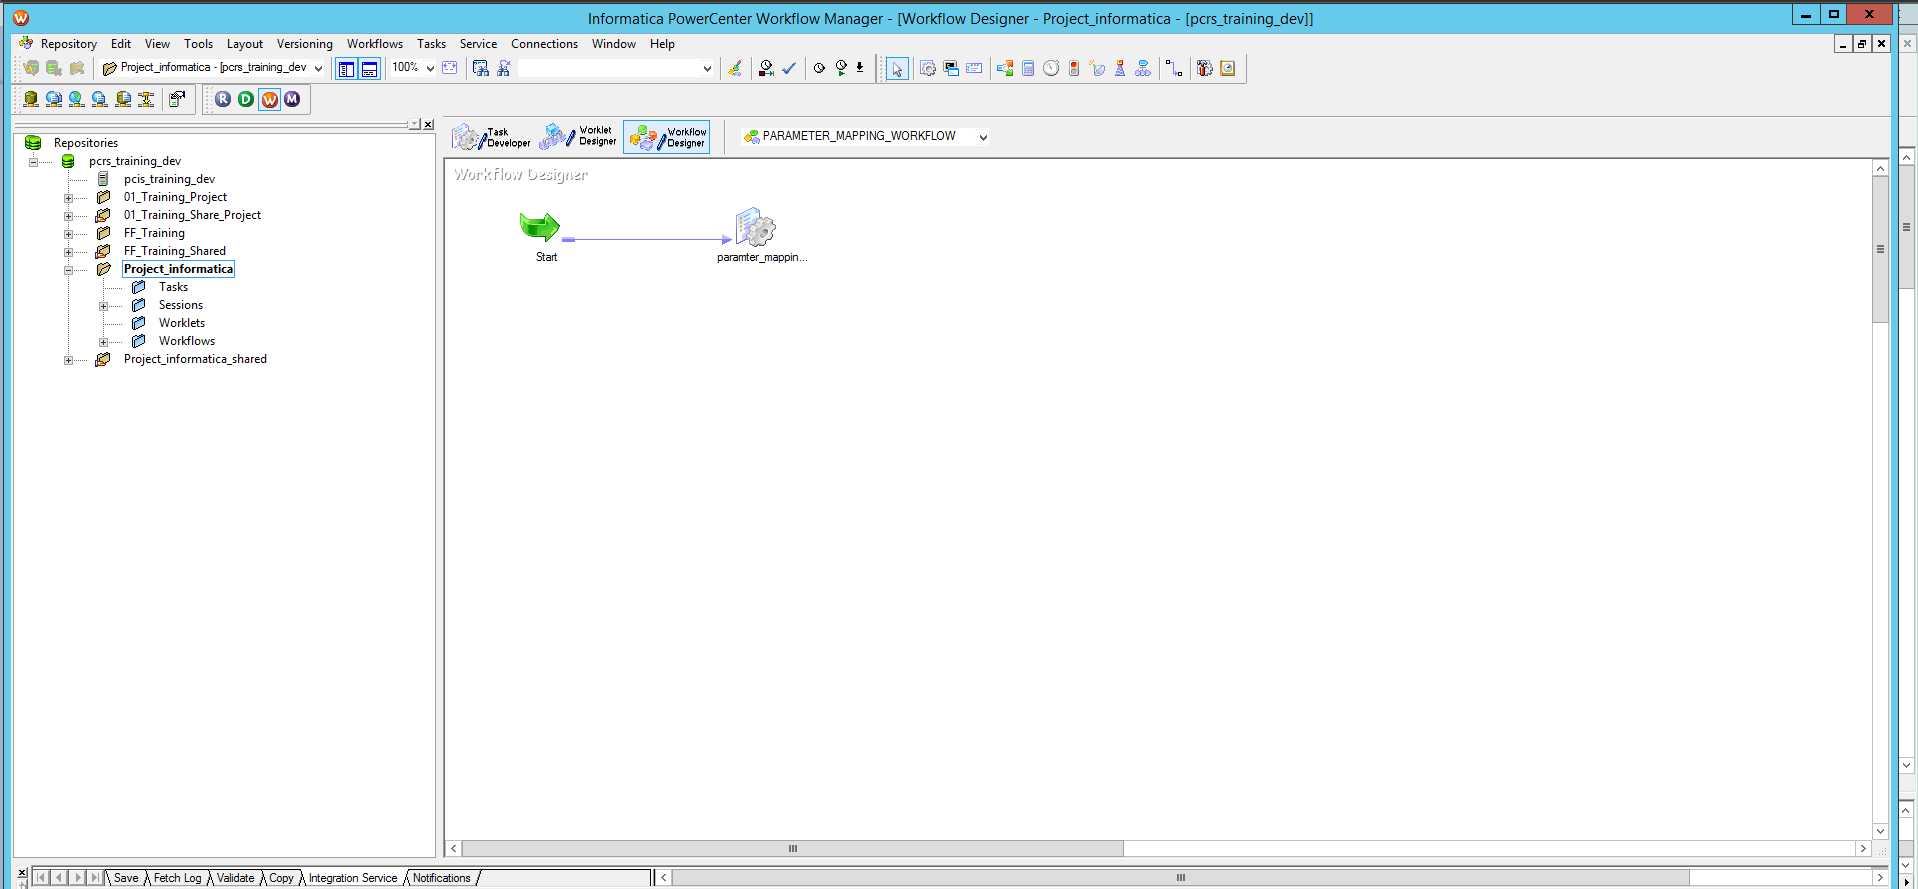 Informatica PowerCenter Workflow Manager - [Workflow Designer - Project_informatica - [pcrs_training_dev]]
Repository Edit View Tools Layout Versioning Workflows Tasks Service Connections Window Help
Project_informatica - [pcrs_training_dev 100%
R D W M
Task Developer
Worklet Designer
Workflow Designer
PARAMETER_MAPPING_WORKFLOW
Repositories
pcrs_training_dev
pcis_training_dev
01_Training_Project
01_Training_Share_Project
FF_Training
FF_Training_Shared
Project_informatica
Tasks
Sessions
Worklets
Workflows
Project_informatica_shared
Workflow Designer
Start
paramter_mappin...
Save Fetch Log Validate Copy Integration Service Notifications